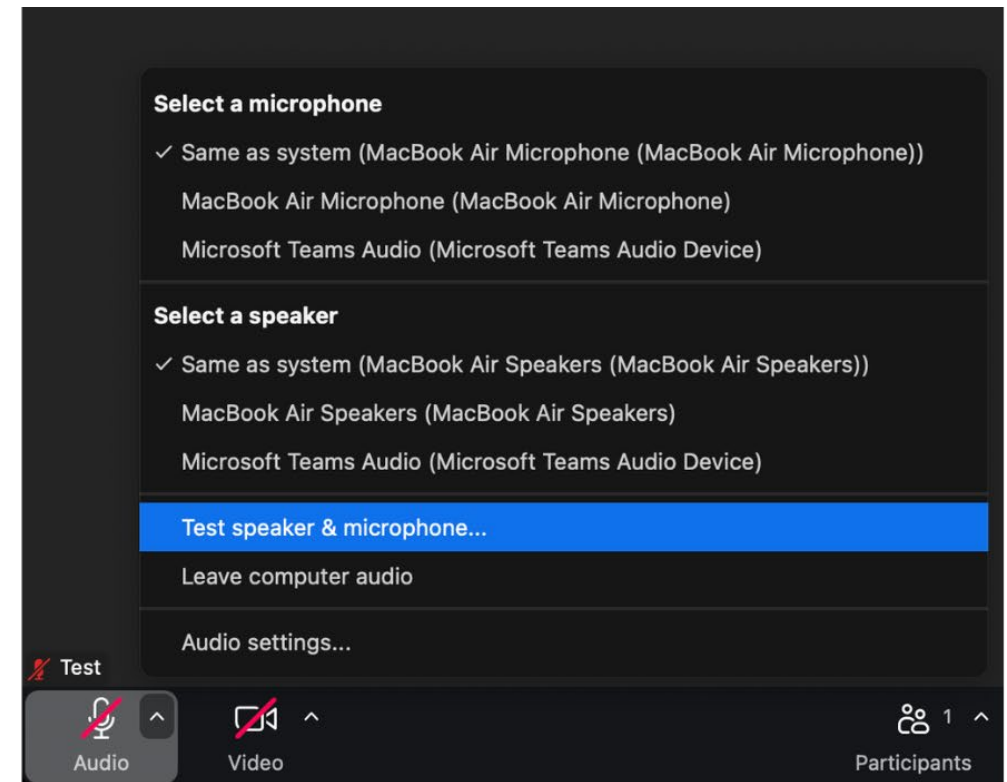 Select a microphone
✓ Same as system (MacBook Air Microphone (MacBook Air Microphone))
MacBook Air Microphone (MacBook Air Microphone)
Microsoft Teams Audio (Microsoft Teams Audio Device)
Select a speaker
✓ Same as system (MacBook Air Speakers (MacBook Air Speakers))
MacBook Air Speakers (MacBook Air Speakers)
Microsoft Teams Audio (Microsoft Teams Audio Device)
Test speaker & microphone...
Leave computer audio
Audio settings...
Test
1
Audio Video Participants